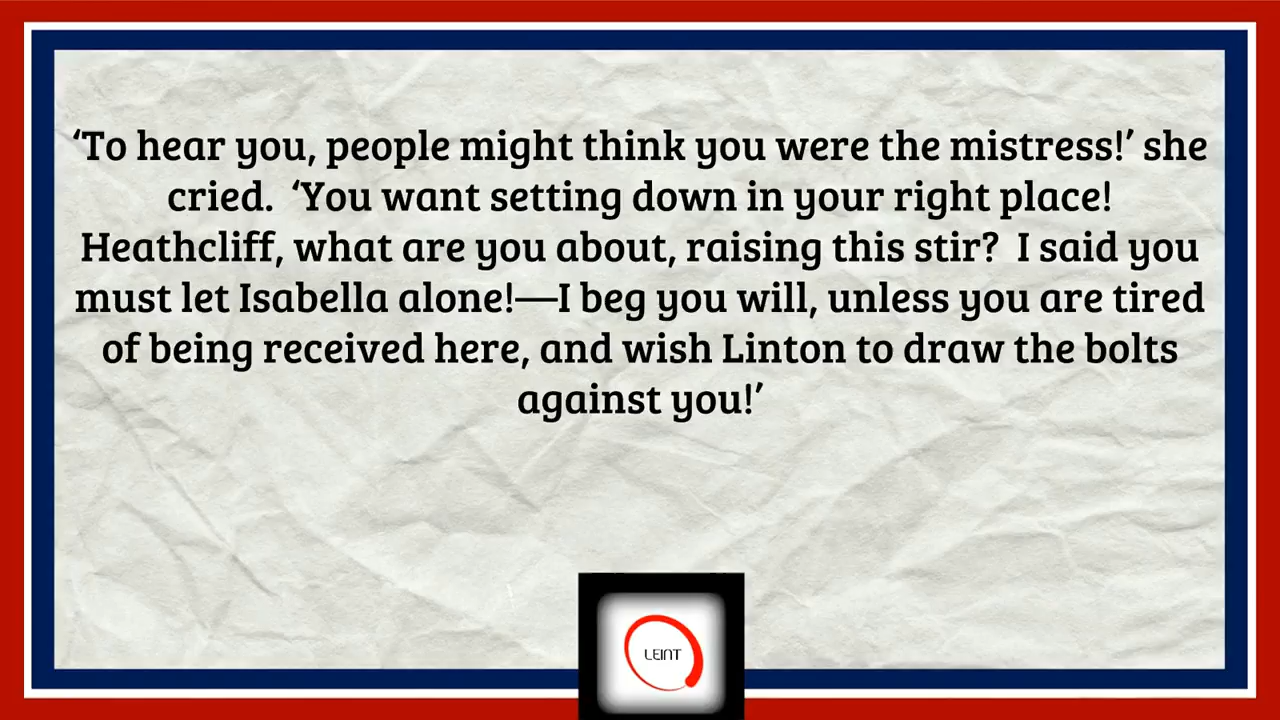 ‘To hear you, people might think you were the mistress!’ she
cried.  ‘You want setting down in your right place!
Heathcliff, what are you about, raising this stir?  I said you
must let Isabella alone!—I beg you will, unless you are tired
of being received here, and wish Linton to draw the bolts
against you!’
LEINT